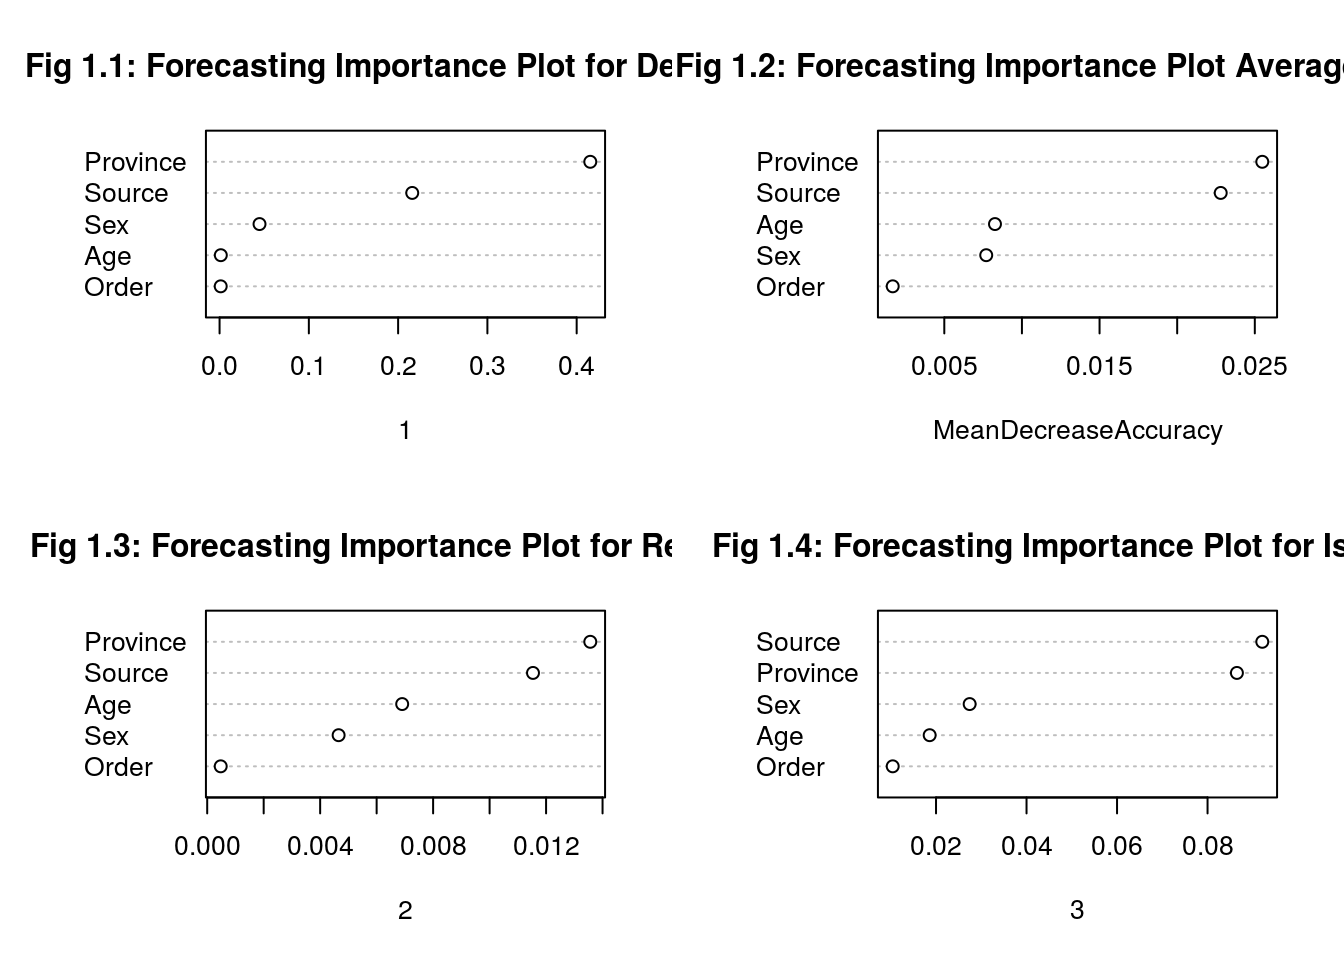 Fig 1.1: Forecasting Importance Plot for De
Province
Source
Sex
Age
Order
0.0 0.1 0.2 0.3 0.4
1
Fig 1.2: Forecasting Importance Plot Average
Province
Source
Age
Sex
Order
0.005 0.015 0.025
MeanDecreaseAccuracy
Fig 1.3: Forecasting Importance Plot for Re
Province
Source
Age
Sex
Order
0.000 0.004 0.008 0.012
2
Fig 1.4: Forecasting Importance Plot for Is
Source
Province
Sex
Age
Order
0.02 0.04 0.06 0.08
3